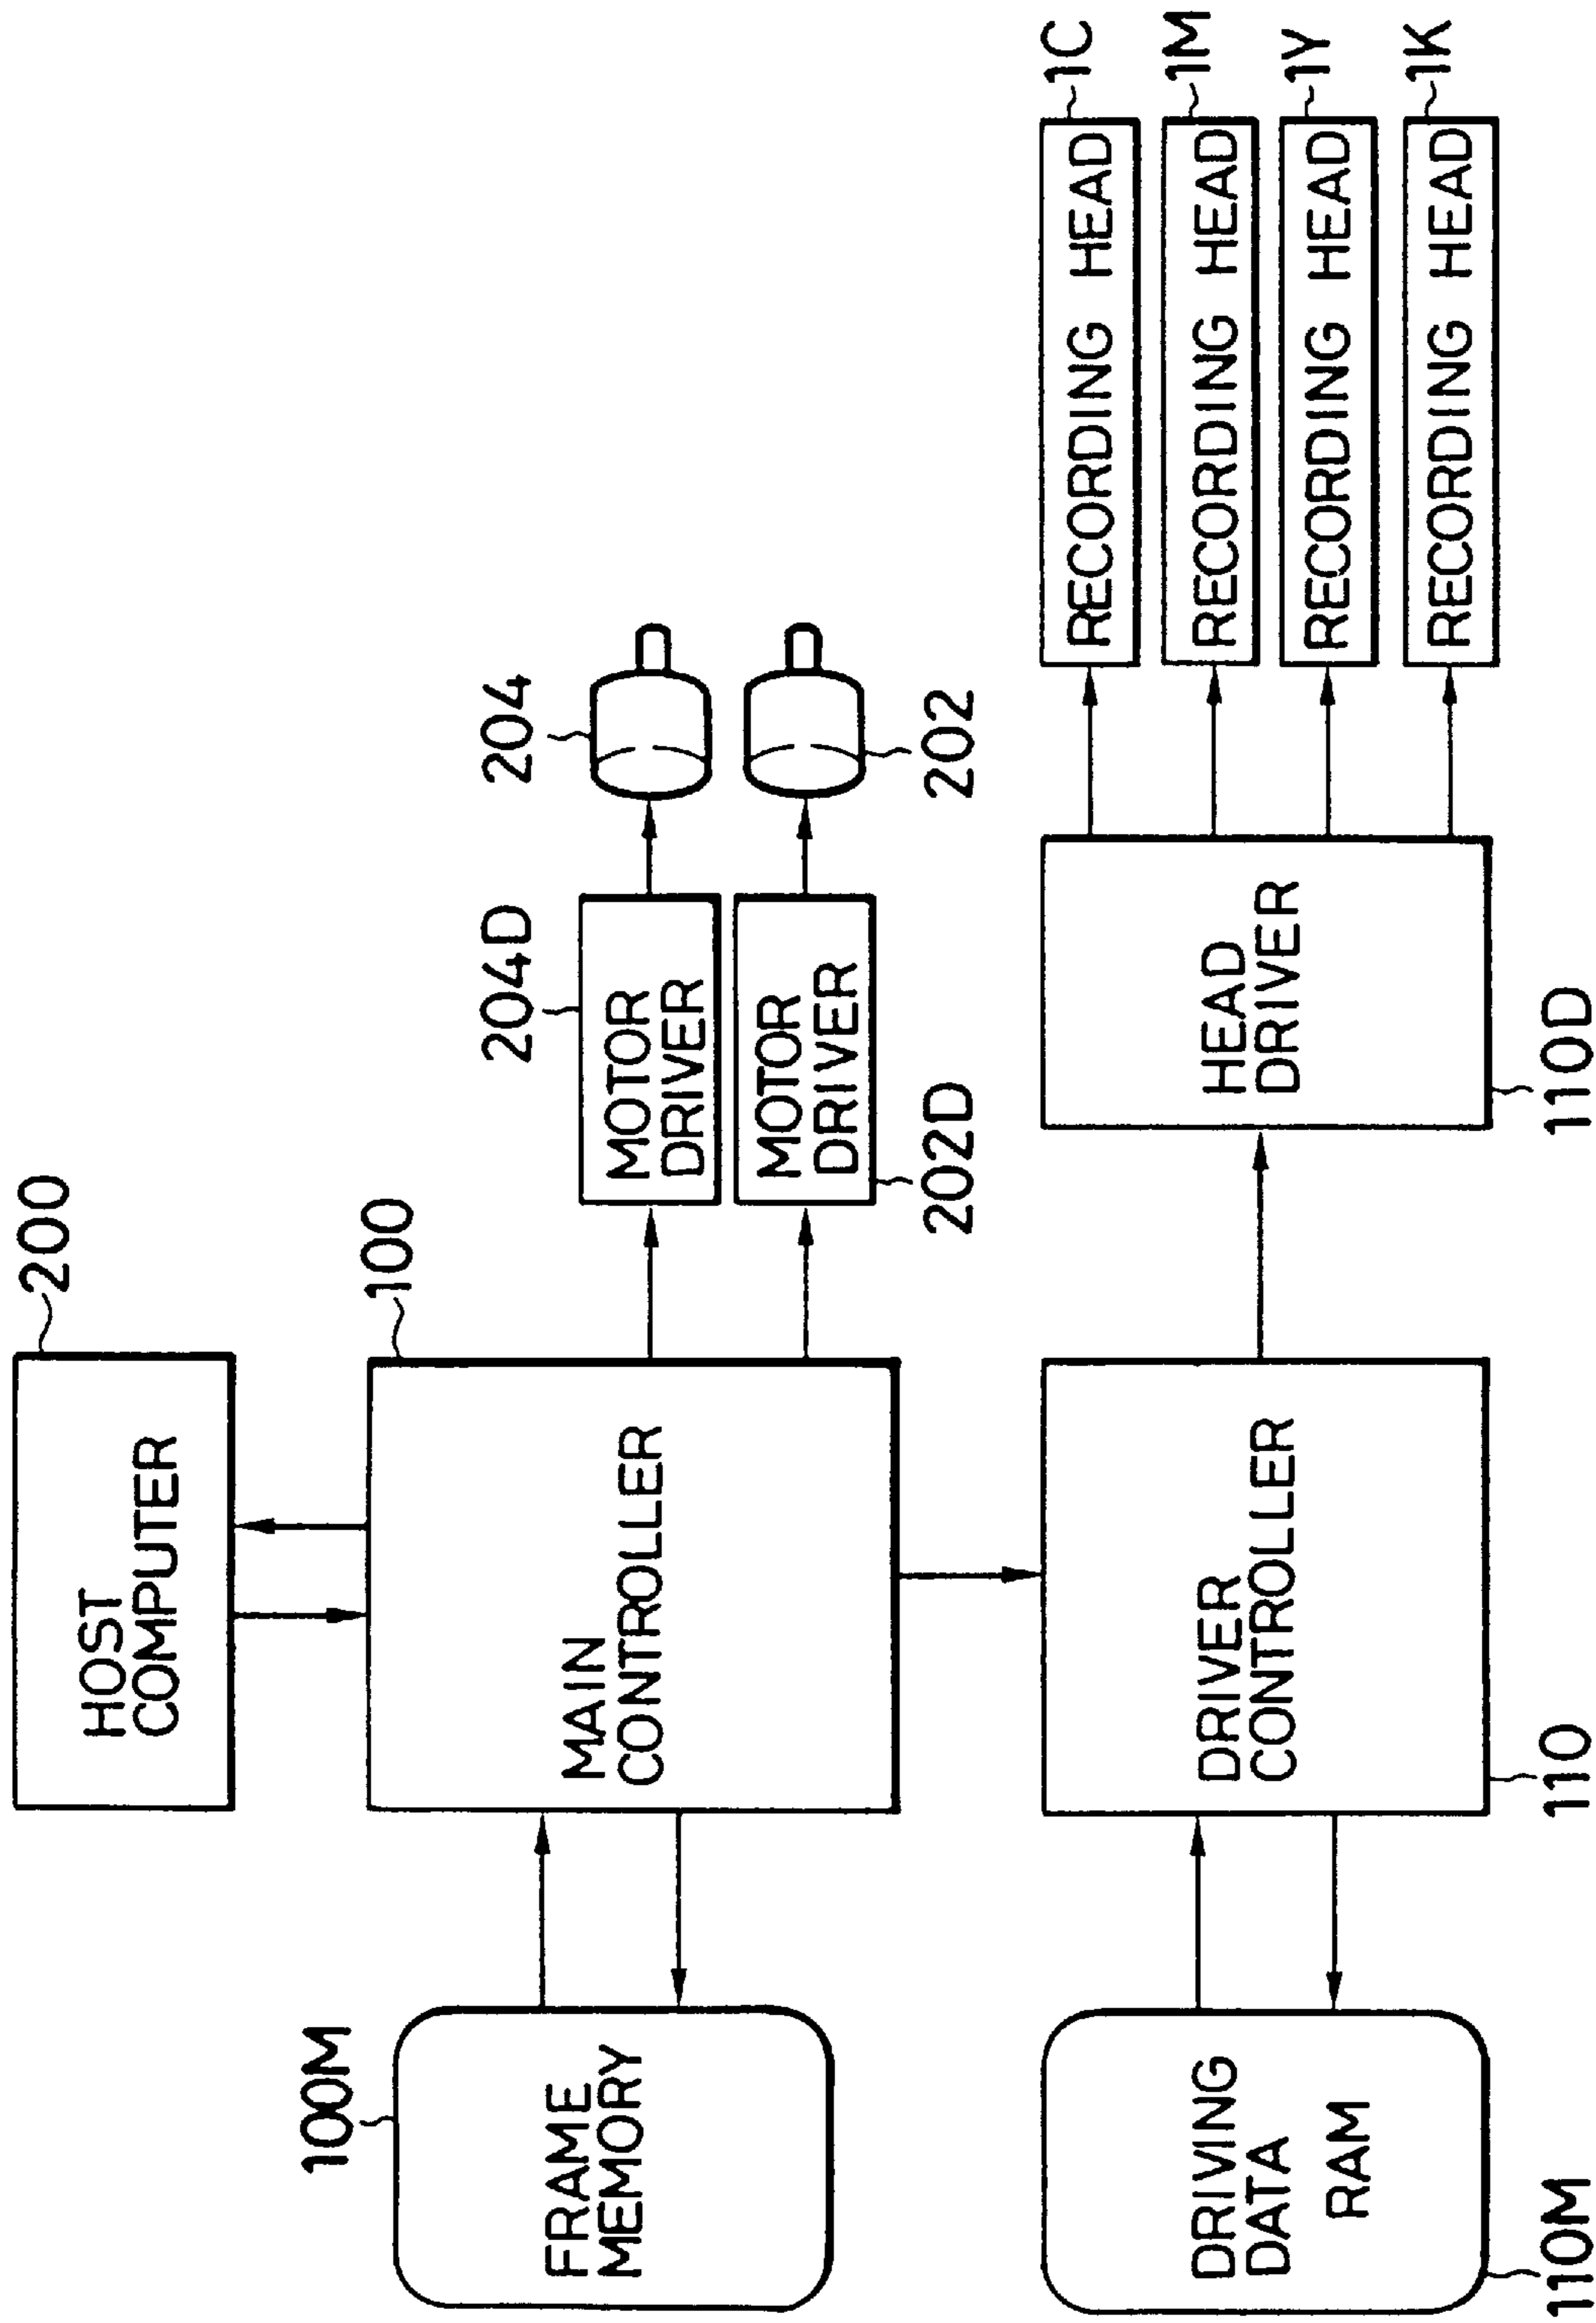 200
HOST
COMPUTER
100
MAIN
CONTROLLER
100M
FRAME
MEMORY
204D
MOTOR
DRIVER
204
MOTOR
DRIVER
202D
202
DRIVING
DATA
RAM
110M
DRIVER
CONTROLLER
110
HEAD
DRIVER
110D
RECORDING HEAD
1C
RECORDING HEAD
1M
RECORDING HEAD
1Y
RECORDING HEAD
1K